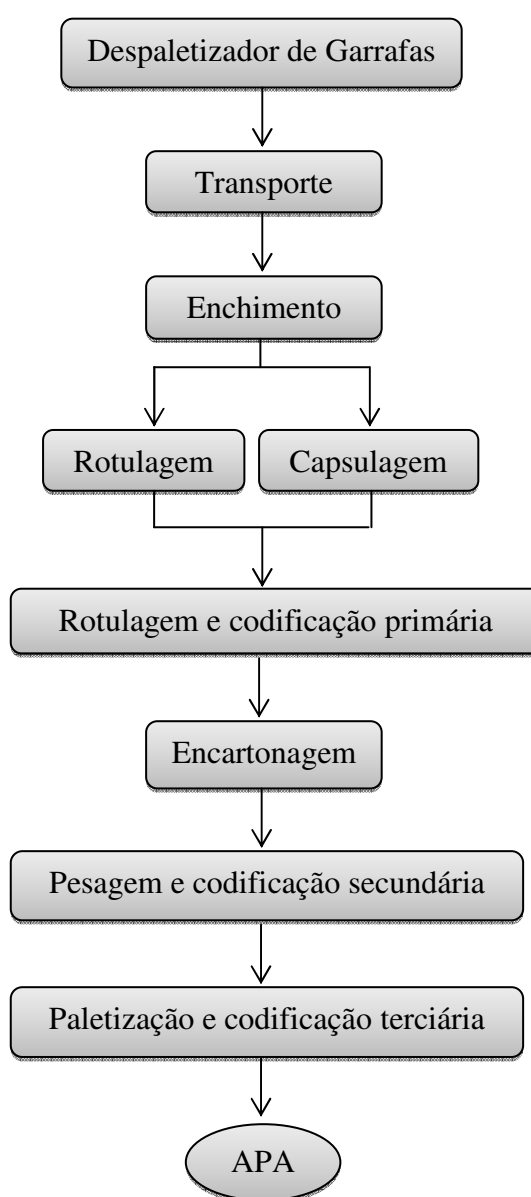 Despaletizador de Garrafas
Transporte
Enchimento
Rotulagem
Capsulagem
Rotulagem e codificação primária
Encartonagem
Pesagem e codificação secundária
Paletização e codificação terciária
APA